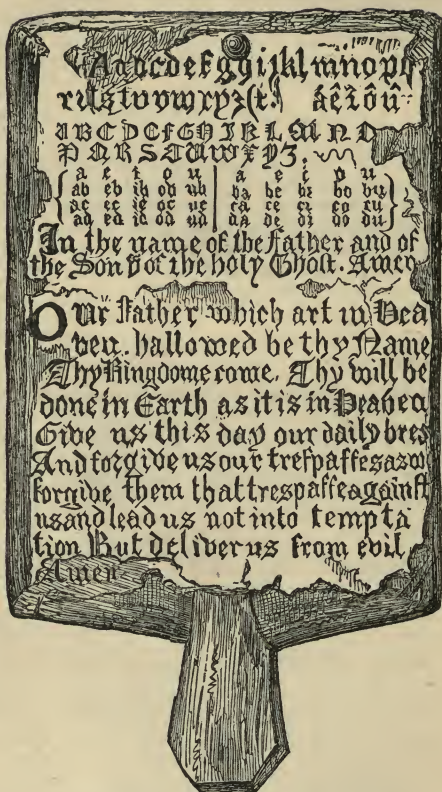 Aabcdefghijklmnopq
rſstuvwxyz&. áêîôû
ABCDEFGHIJKLMNO
PQRSTUWXYZ.
a e i o u a e i o u
ab eb ib ob ub ba be bi bo bu
ac ec ic oc uc ca ce ci co cu
ad ed id od ud da de di do du
In the name of the Father and of
the Son & of the holy Ghost. Amen
Our Father, which art in Hea
ven. hallowed be thy Name
Thy Kingdome come. Thy will be
done in Earth as it is in Heaven
Give us this day our daily bred
And forgive us our treſpaſſes as we
forgive them that treſpaſſe againſt
us and lead us not into tempta
tion But deliver us from evil
Amen